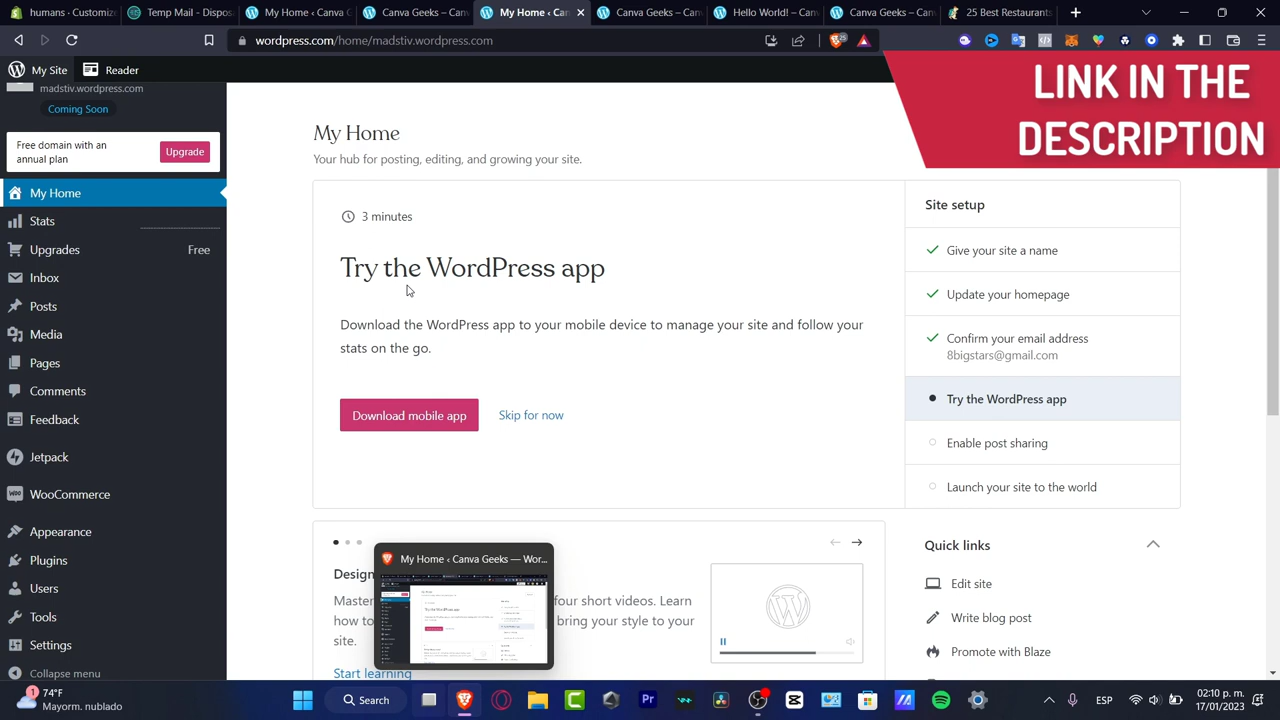 humans - Customize
Temp Mail - Dispos
My Home ‹ Canva G
Canva Geeks — Wo
My Home ‹ Ca
Canva Geeks — Wor
Hello World! — Can
Canva Geeks — Wo
25 Best Restaurants
wordpress.com/home/madstiv.wordpress.com
25
LINK IN THE
DESCRIPTION
My Site
Reader
madstiv.wordpress.com
Coming Soon
Free domain with an
annual plan
Upgrade
My Home
Stats
Upgrades
Free
Inbox
Posts
Media
Pages
Comments
Feedback
Jetpack
WooCommerce
Appearance
Plugins
Users
Tools
Settings
Collapse menu
My Home
Your hub for posting, editing, and growing your site.
3 minutes
Try the WordPress app
Download the WordPress app to your mobile device to manage your site and follow your
stats on the go.
Download mobile app
Skip for now
Site setup
Give your site a name
Update your homepage
Confirm your email address
8bigstars@gmail.com
Try the WordPress app
Enable post sharing
Launch your site to the world
My Home ‹ Canva Geeks — Wor...
Design
Master
four short videos. Learn
how to
bring your style to your
site.
Start learning
Quick links
Edit site
Write blog post
Promote with Blaze
1
74°F
Mayorm. nublado
Search
Pr
ESP
02:10 p. m.
17/01/2023